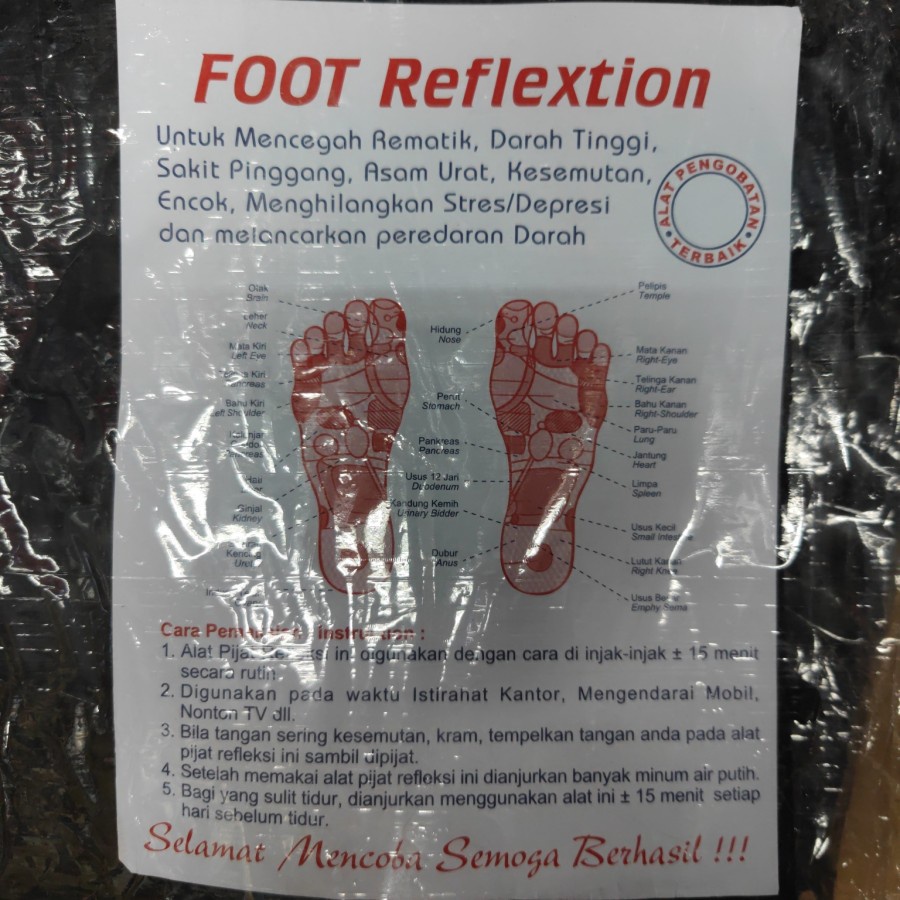 FOOT Reflextion
Untuk Mencegah Rematik, Darah Tinggi,
Sakit Pinggang, Asam Urat, Kesemutan,
Encok, Menghilangkan Stres/Depresi
dan melancarkan peredaran Darah
ALAT PENGOBATAN
TERBAIK
Otak
Brain
Leher
Neck
Mata Kiri
Left Eye
Kiri
Bahu Kiri
Left Shoulder
Ginjal
Kidney
Hidung
Nose
Perut
Stomach
Pankreas
Pancreas
Usus 12 Jari
Duodenum
Kandung Kemih
Urinary Bidder
Dubur
Anus
Pelipis
Temple
Mata Kanan
Right-Eye
Telinga Kanan
Right-Ear
Bahu Kanan
Right-Shoulder
Paru-Paru
Lung
Jantung
Heart
Limpa
Spleen
Usus Kecil
Small
Lutut
Right
Usus
Emphy
Cara
1. Alat ini digunakan dengan cara di injak-injak ± 15 menit
secara rutin
2. Digunakan pada waktu Istirahat Kantor, Mengendarai Mobil,
Nonton TV dll.
3. Bila tangan sering kesemutan, kram, tempelkan tangan anda pada alat
pijat refleksi ini sambil dipijat.
4. Setelah memakai alat pijat refleksi ini dianjurkan banyak minum air putih.
5. Bagi yang sulit tidur, dianjurkan menggunakan alat ini ± 15 menit setiap
hari sebelum tidur.
Selamat Mencoba Semoga Berhasil !!!